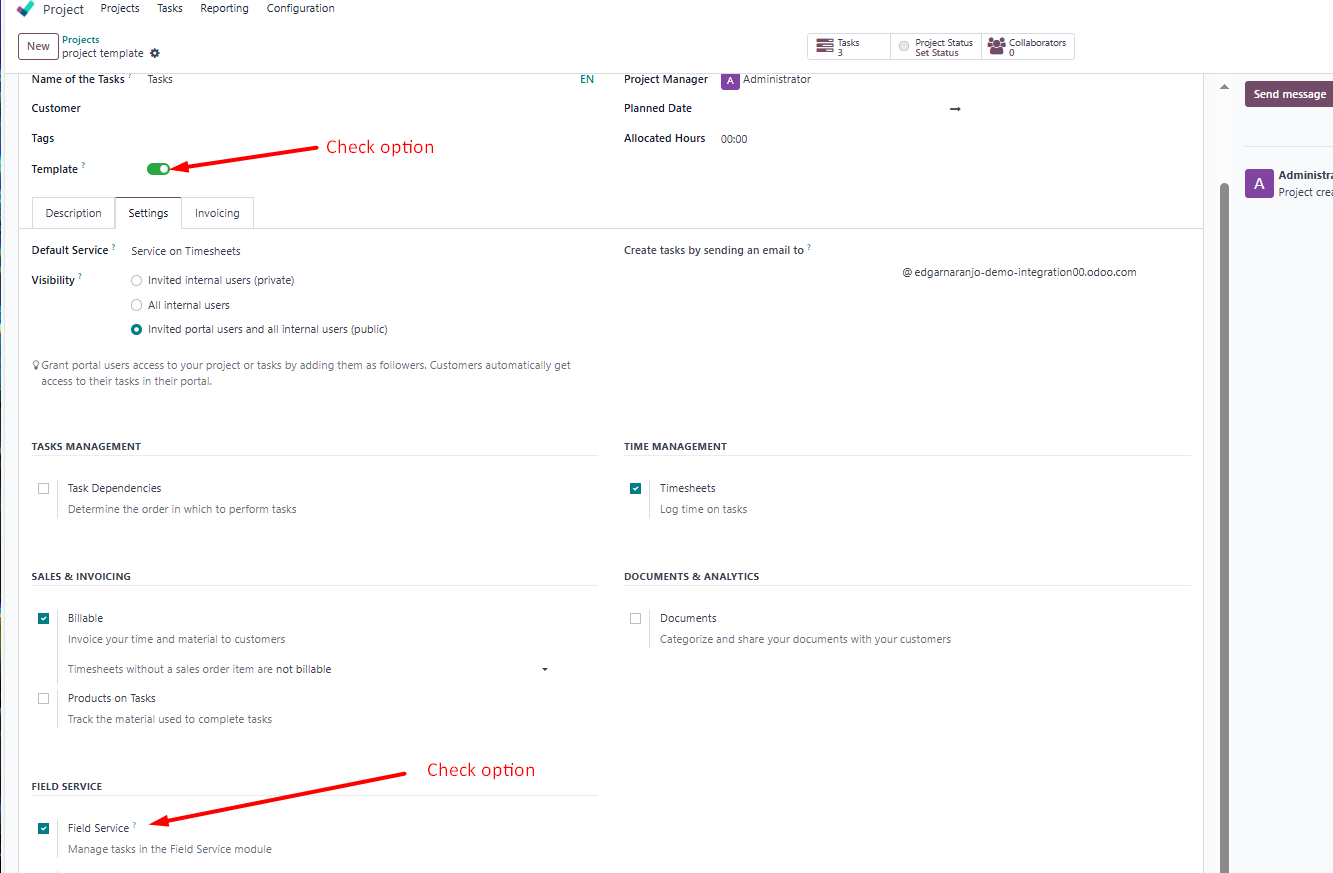 Project Projects Tasks Reporting Configuration
New
Projects
project template
Tasks
3
Project Status
Set Status
Collaborators
0
Name of the Tasks ? Tasks EN
Project Manager A Administrator
Customer
Planned Date
Tags
Allocated Hours 00:00
Template ?
Check option
Send message
A
Administra
Project crea
Description Settings Invoicing
Default Service ? Service on Timesheets
Create tasks by sending an email to ?
@ edgarnaranjo-demo-integration00.odoo.com
Visibility ?
Invited internal users (private)
All internal users
Invited portal users and all internal users (public)
Grant portal users access to your project or tasks by adding them as followers. Customers automatically get
access to their tasks in their portal.
TASKS MANAGEMENT
Task Dependencies
Determine the order in which to perform tasks
TIME MANAGEMENT
Timesheets
Log time on tasks
SALES & INVOICING
Billable
Invoice your time and material to customers
Timesheets without a sales order item are not billable
Products on Tasks
Track the material used to complete tasks
DOCUMENTS & ANALYTICS
Documents
Categorize and share your documents with your customers
Check option
FIELD SERVICE
Field Service ?
Manage tasks in the Field Service module